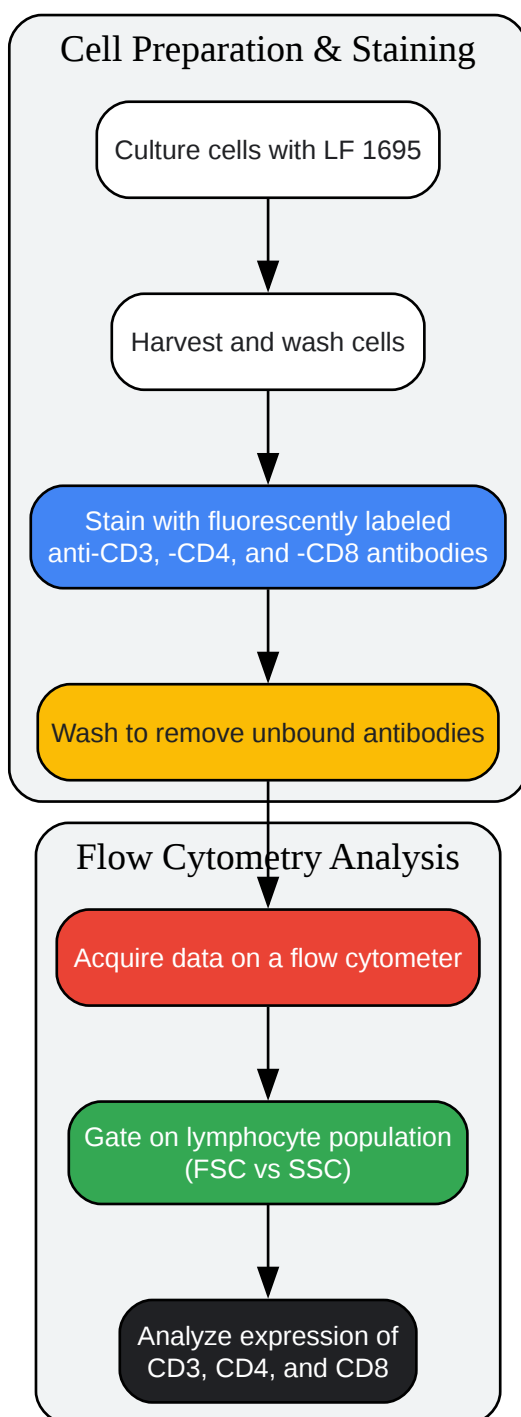 Cell Preparation & Staining
Culture cells with LF 1695
Harvest and wash cells
Stain with fluorescently labeled
anti-CD3, -CD4, and -CD8 antibodies
Wash to remove unbound antibodies
Flow Cytometry Analysis
Acquire data on a flow cytometer
Gate on lymphocyte population
(FSC vs SSC)
Analyze expression of
CD3, CD4, and CD8